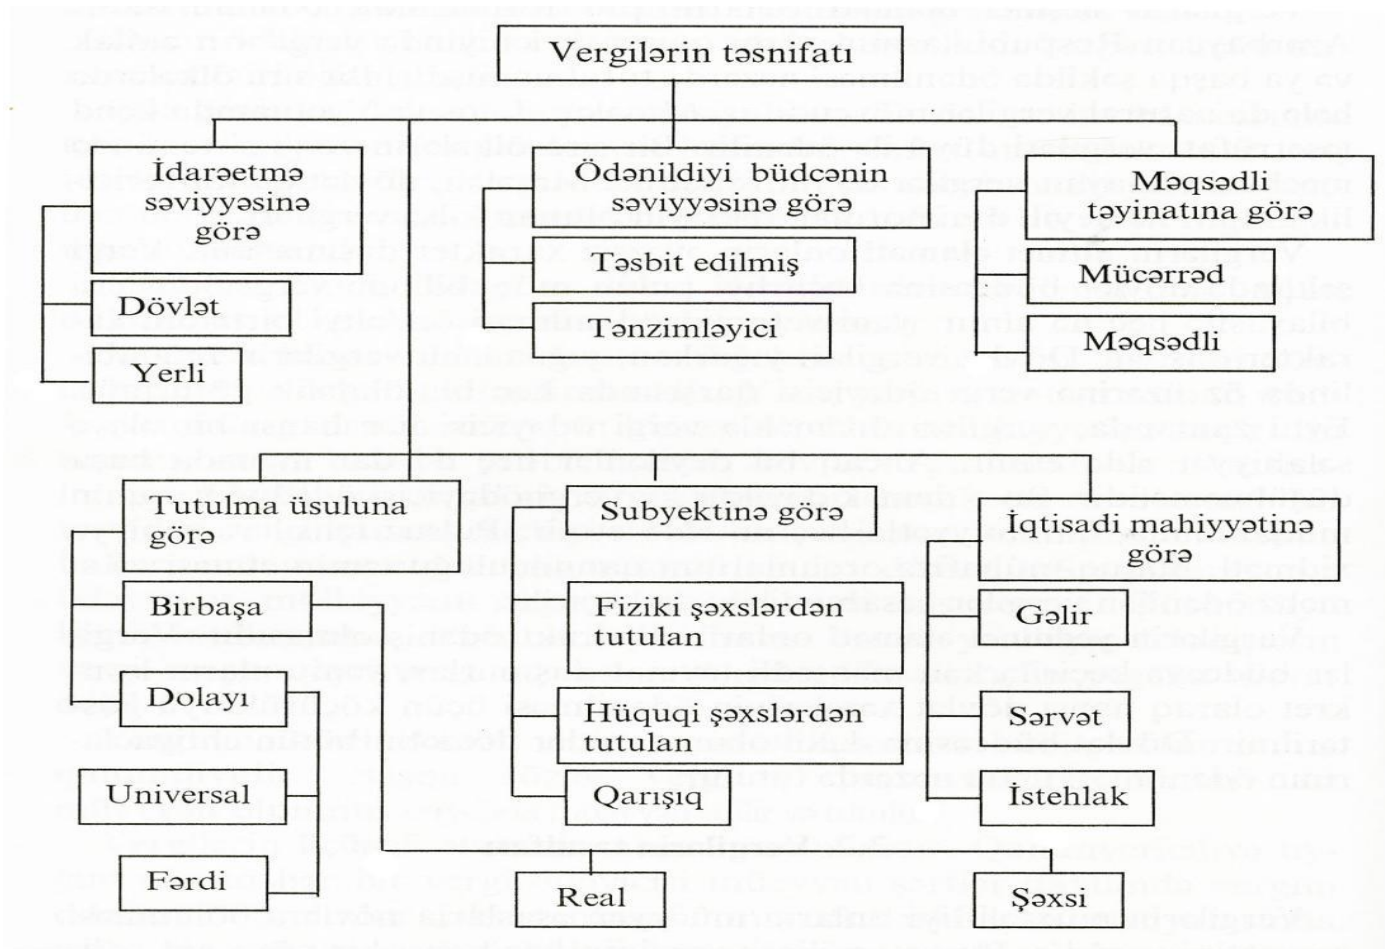 Vergilərin təsnifatı
İdarəetmə
səviyyəsinə
görə
Dövlət
Yerli
Ödənildiyi büdcənin
səviyyəsinə görə
Təsbit edilmiş
Tənzimləyici
Məqsədli
təyinatına görə
Mücərrəd
Məqsədli
Tutulma üsuluna
görə
Birbaşa
Dolayı
Universal
Fərdi
Subyektinə görə
Fiziki şəxslərdən
tutulan
Hüquqi şəxslərdən
tutulan
Qarışıq
Real
İqtisadi mahiyyətinə
görə
Gəlir
Sərvət
İstehlak
Şəxsi